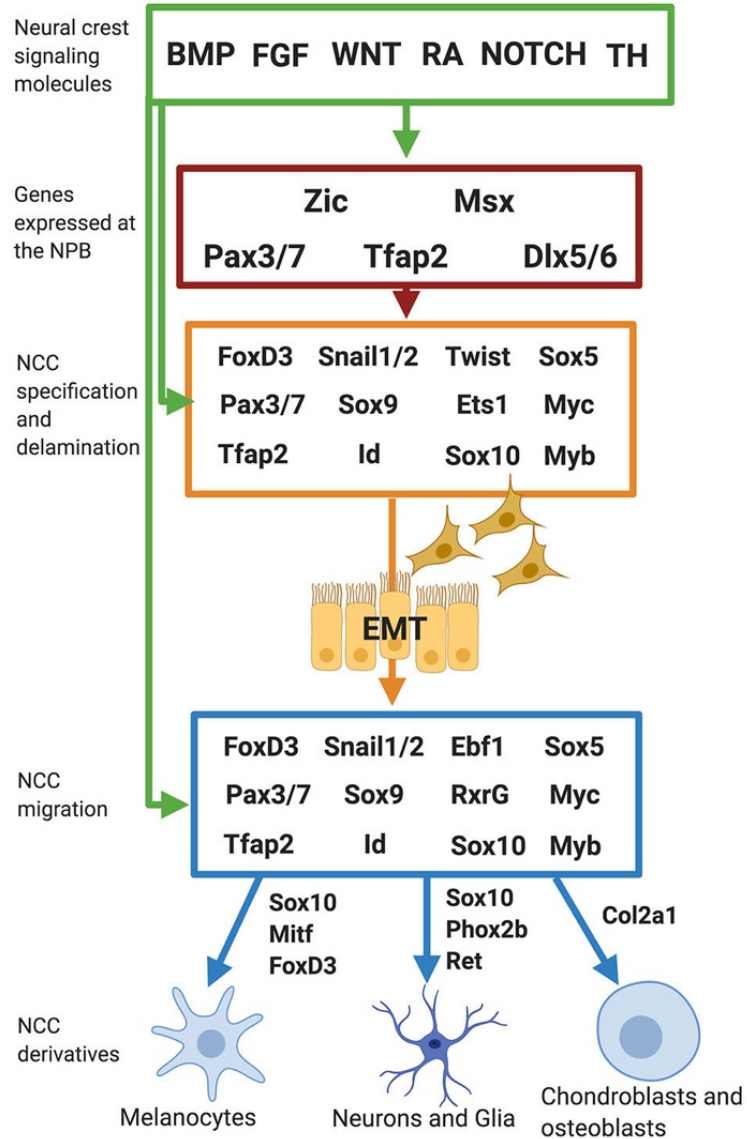 Neural crest
signaling
molecules
BMP FGF WNT RA NOTCH TH
Genes
expressed at
the NPB
Zic Msx
Pax3/7 Tfap2 Dlx5/6
NCC
specification
and
delamination
FoxD3 Snail1/2 Twist Sox5
Pax3/7 Sox9 Ets1 Myc
Tfap2 Id Sox10 Myb
EMT
NCC
migration
FoxD3 Snail1/2 Ebf1 Sox5
Pax3/7 Sox9 RxrG Myc
Tfap2 Id Sox10 Myb
Sox10
Mitf
FoxD3
Sox10
Phox2b
Ret
Col2a1
NCC
derivatives
Melanocytes
Neurons and Glia
Chondroblasts and
osteoblasts